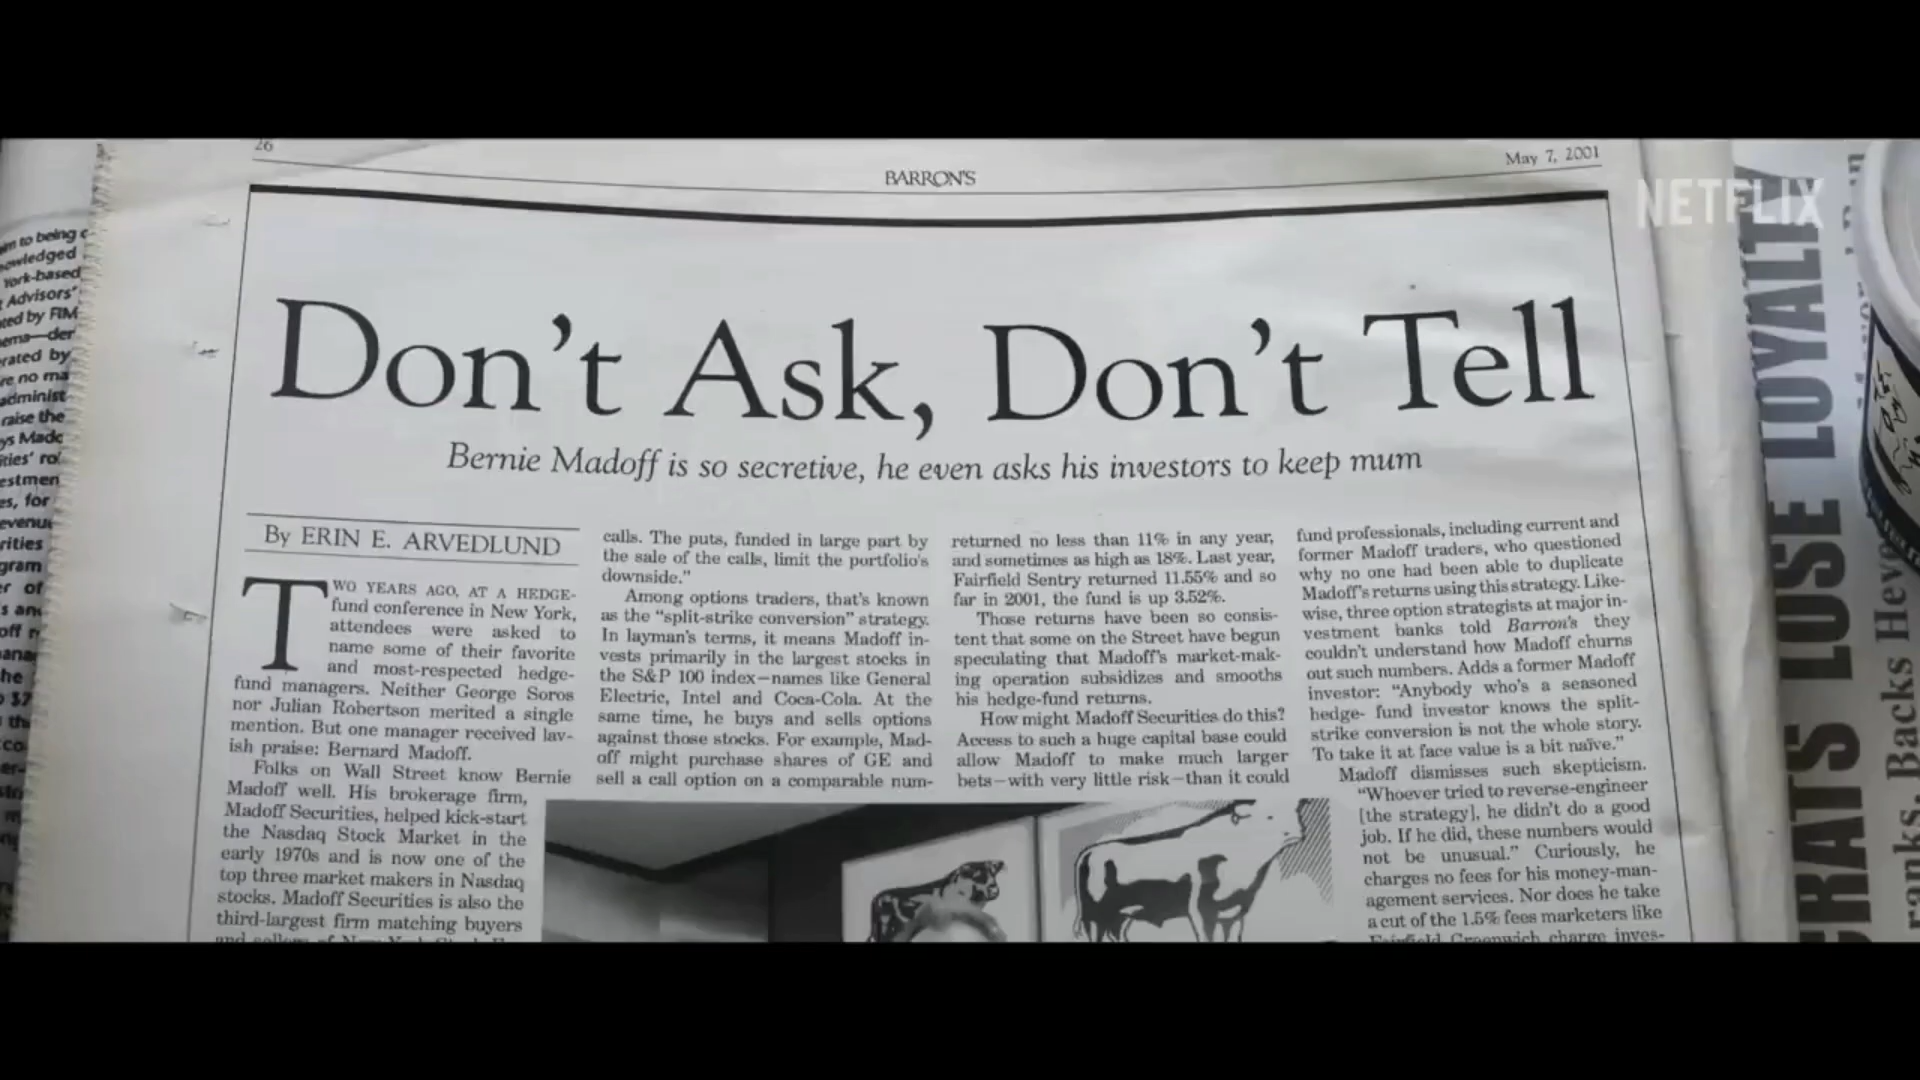 26
BARRON'S
May 7, 2001
NETFLIX
Don't Ask, Don't Tell
Bernie Madoff is so secretive, he even asks his investors to keep mum
By ERIN E. ARVEDLUND
TWO YEARS AGO, AT A HEDGE-
fund conference in New York,
attendees were asked to
name some of their favorite
and most-respected hedge-
fund managers. Neither George Soros
nor Julian Robertson merited a single
mention. But one manager received lav-
ish praise: Bernard Madoff.
Folks on Wall Street know Bernie
Madoff well. His brokerage firm,
Madoff Securities, helped kick-start
the Nasdaq Stock Market in the
early 1970s and is now one of the
top three market makers in Nasdaq
stocks. Madoff Securities is also the
third-largest firm matching buyers
calls. The puts, funded in large part by
the sale of the calls, limit the portfolio's
downside."
Among options traders, that's known
as the "split-strike conversion" strategy.
In layman's terms, it means Madoff in-
vests primarily in the largest stocks in
the S&P 100 index—names like General
Electric, Intel and Coca-Cola. At the
same time, he buys and sells options
against those stocks. For example, Mad-
off might purchase shares of GE and
sell a call option on a comparable num-
returned no less than 11% in any year,
and sometimes as high as 18%. Last year,
Fairfield Sentry returned 11.55% and so
far in 2001, the fund is up 3.52%.
Those returns have been so consis-
tent that some on the Street have begun
speculating that Madoff's market-mak-
ing operation subsidizes and smooths
his hedge-fund returns.
How might Madoff Securities do this?
Access to such a huge capital base could
allow Madoff to make much larger
bets—with very little risk—than it could
fund professionals, including current and
former Madoff traders, who questioned
why no one had been able to duplicate
Madoff's returns using this strategy. Like-
wise, three option strategists at major in-
vestment banks told Barron's they
couldn't understand how Madoff churns
out such numbers. Adds a former Madoff
investor: "Anybody who's a seasoned
hedge- fund investor knows the split-
strike conversion is not the whole story.
To take it at face value is a bit naïve."
Madoff dismisses such skepticism.
"Whoever tried to reverse-engineer
[the strategy], he didn't do a good
job. If he did, these numbers would
not be unusual." Curiously, he
charges no fees for his money-man-
agement services. Nor does he take
a cut of the 1.5% fees marketers like
Fairfield Greenwich charge inves-
to being
York-based
Advisors'
by FIM
rated by
raise the
for
of
CRATS LOSE LOYALTY
Backs